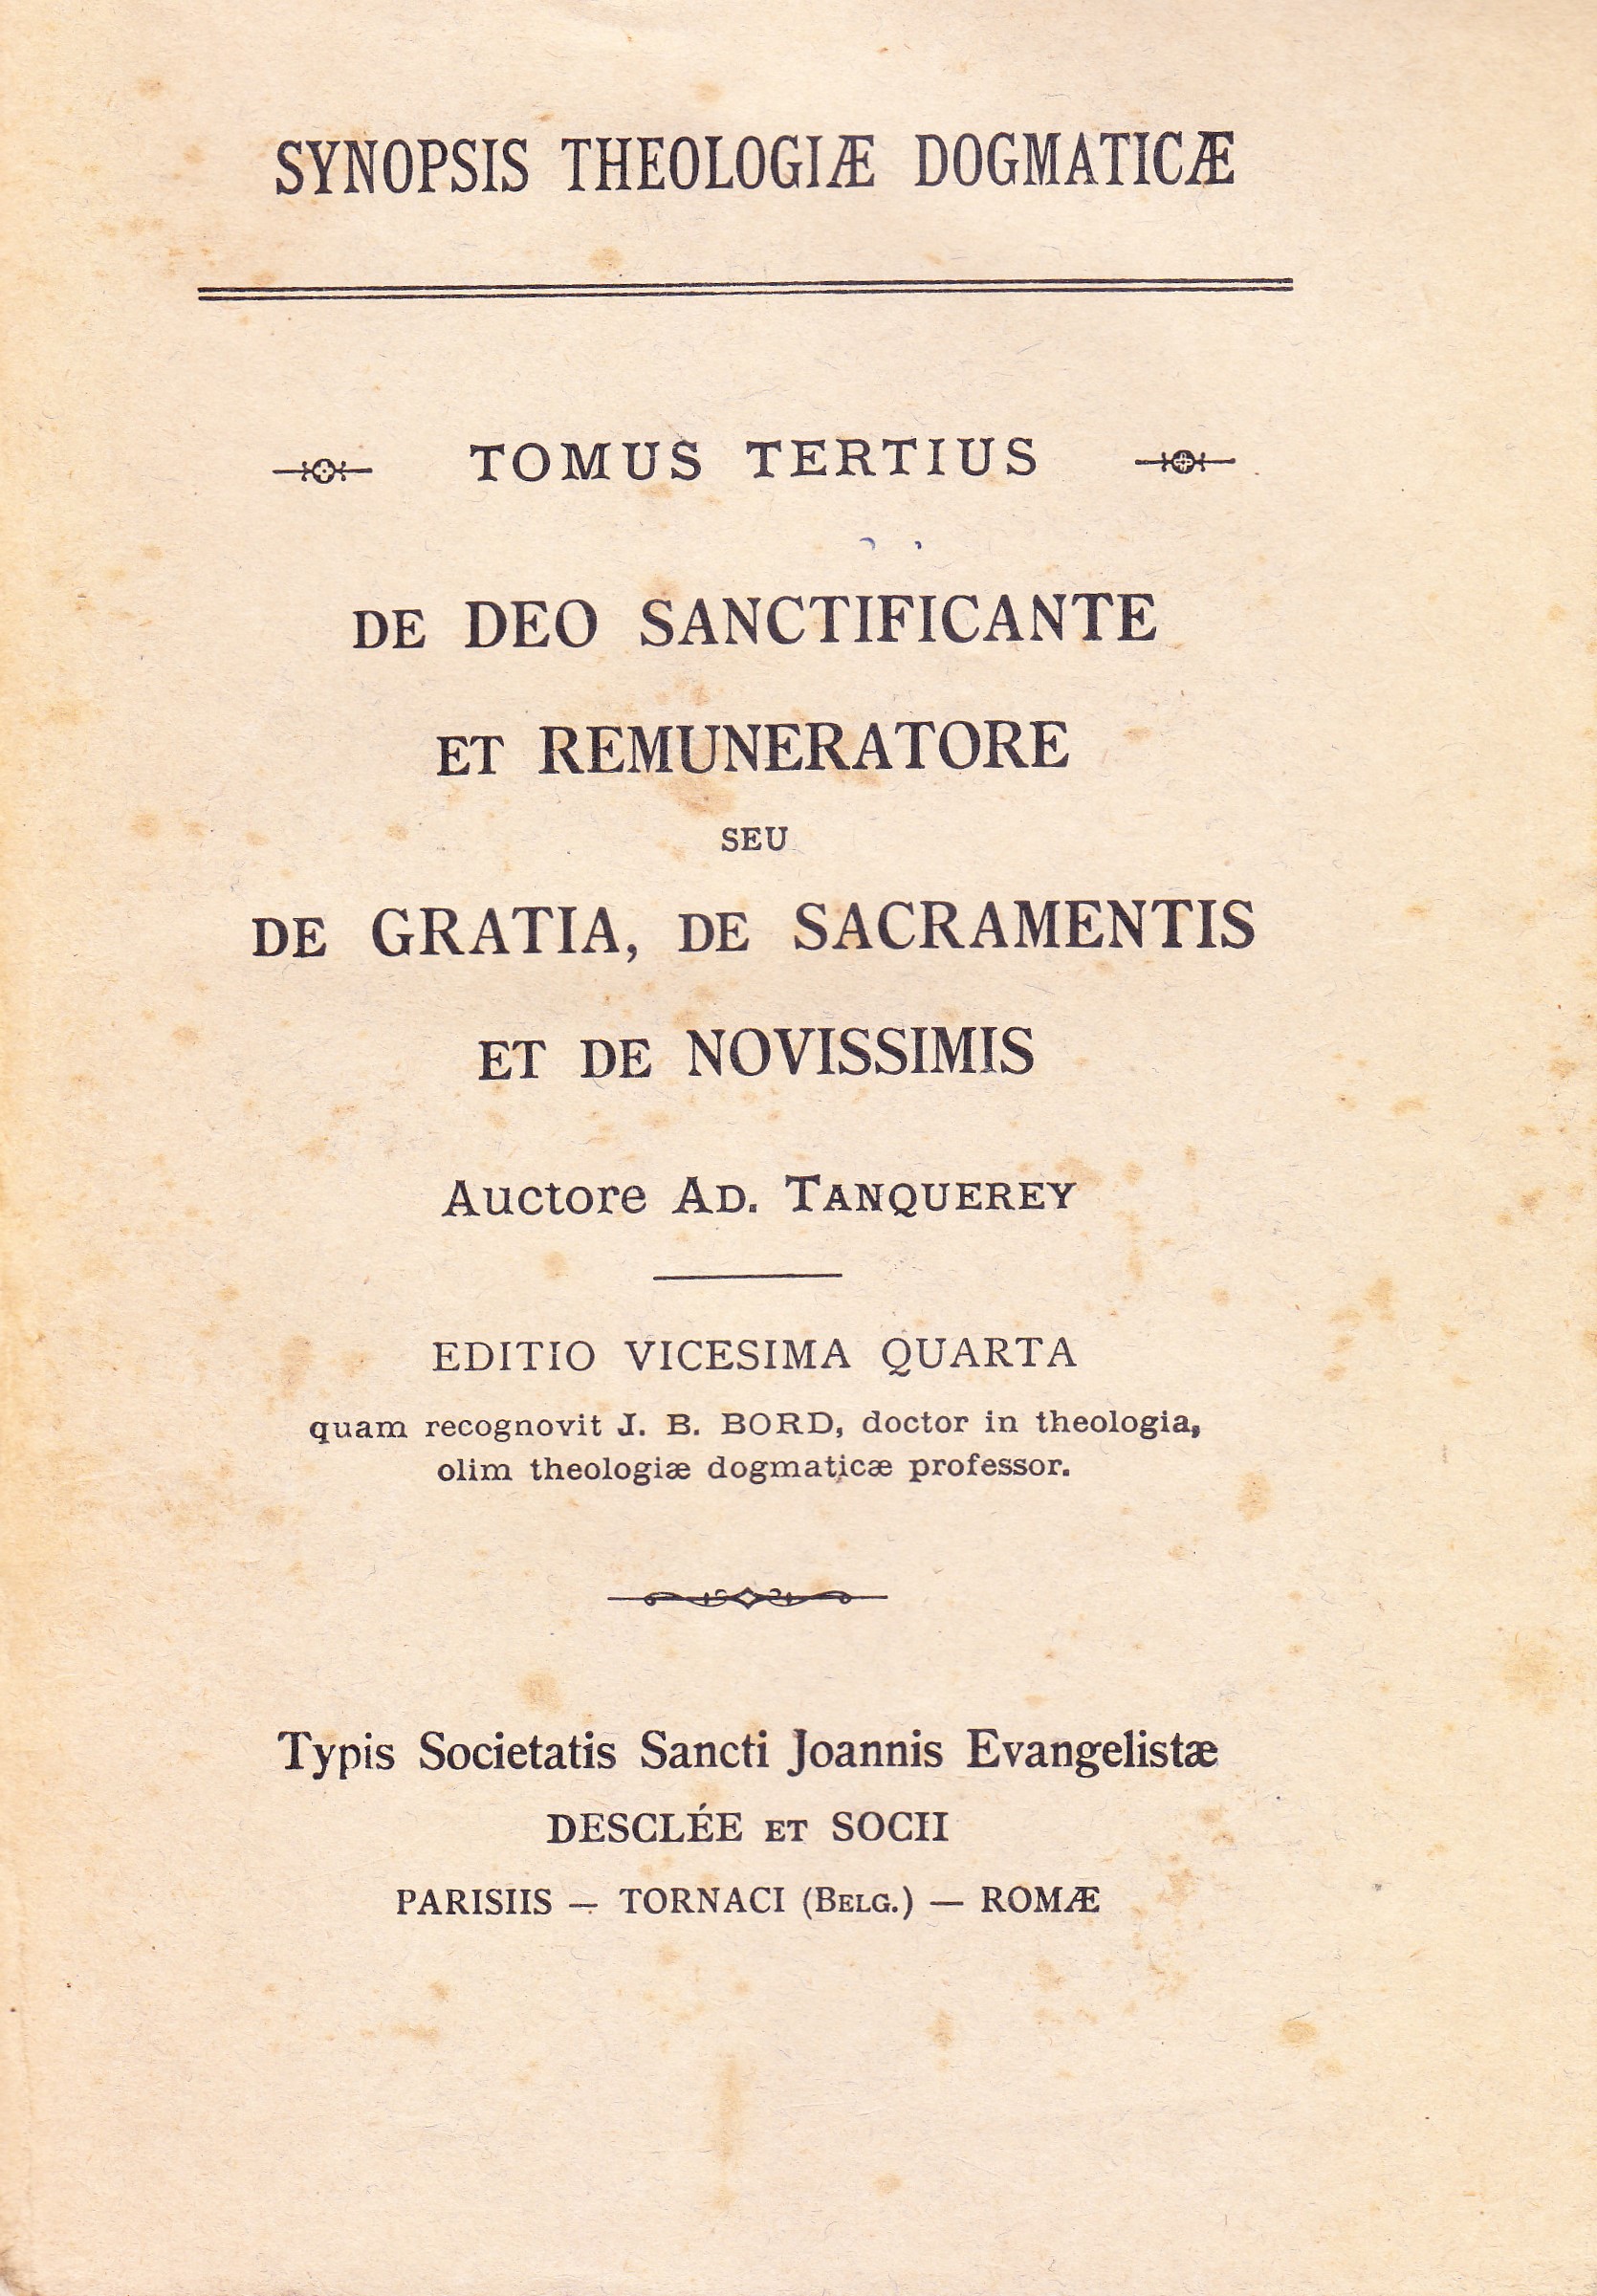 SYNOPSIS THEOLOGIÆ DOGMATICÆ
TOMUS TERTIUS
DE DEO SANCTIFICANTE
ET REMUNERATORE
SEU
DE GRATIA, DE SACRAMENTIS
ET DE NOVISSIMIS
Auctore AD. TANQUEREY
EDITIO VICESIMA QUARTA
quam recognovit J. B. BORD, doctor in theologia,
olim theologiæ dogmaticæ professor.
Typis Societatis Sancti Joannis Evangelistæ
DESCLÉE ET SOCII
PARISIIS — TORNACI (BELG.) — ROMÆ